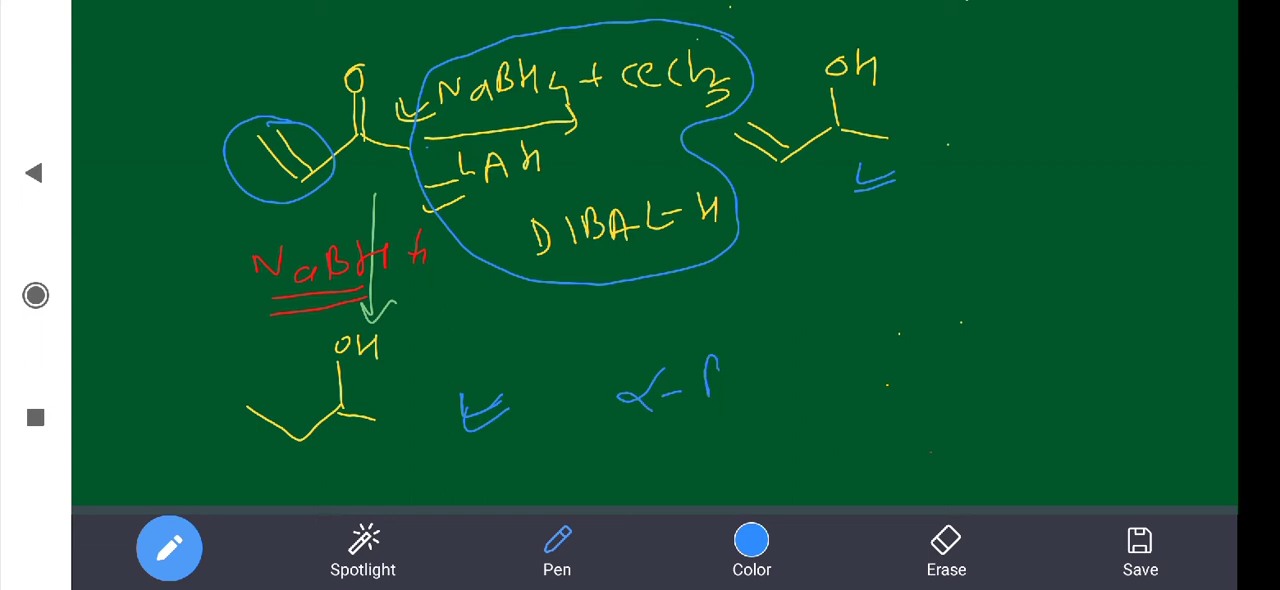 O
NaBH4 + CeCl3
OH
LAH
DIBAL-H
NaBH4
OH
α-β
Spotlight
Pen
Color
Erase
Save